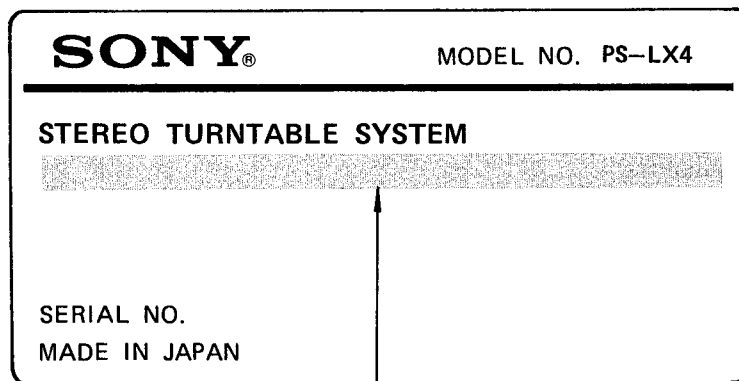 SONY® MODEL NO. PS-LX4
STEREO TURNTABLE SYSTEM
SERIAL NO.
MADE IN JAPAN